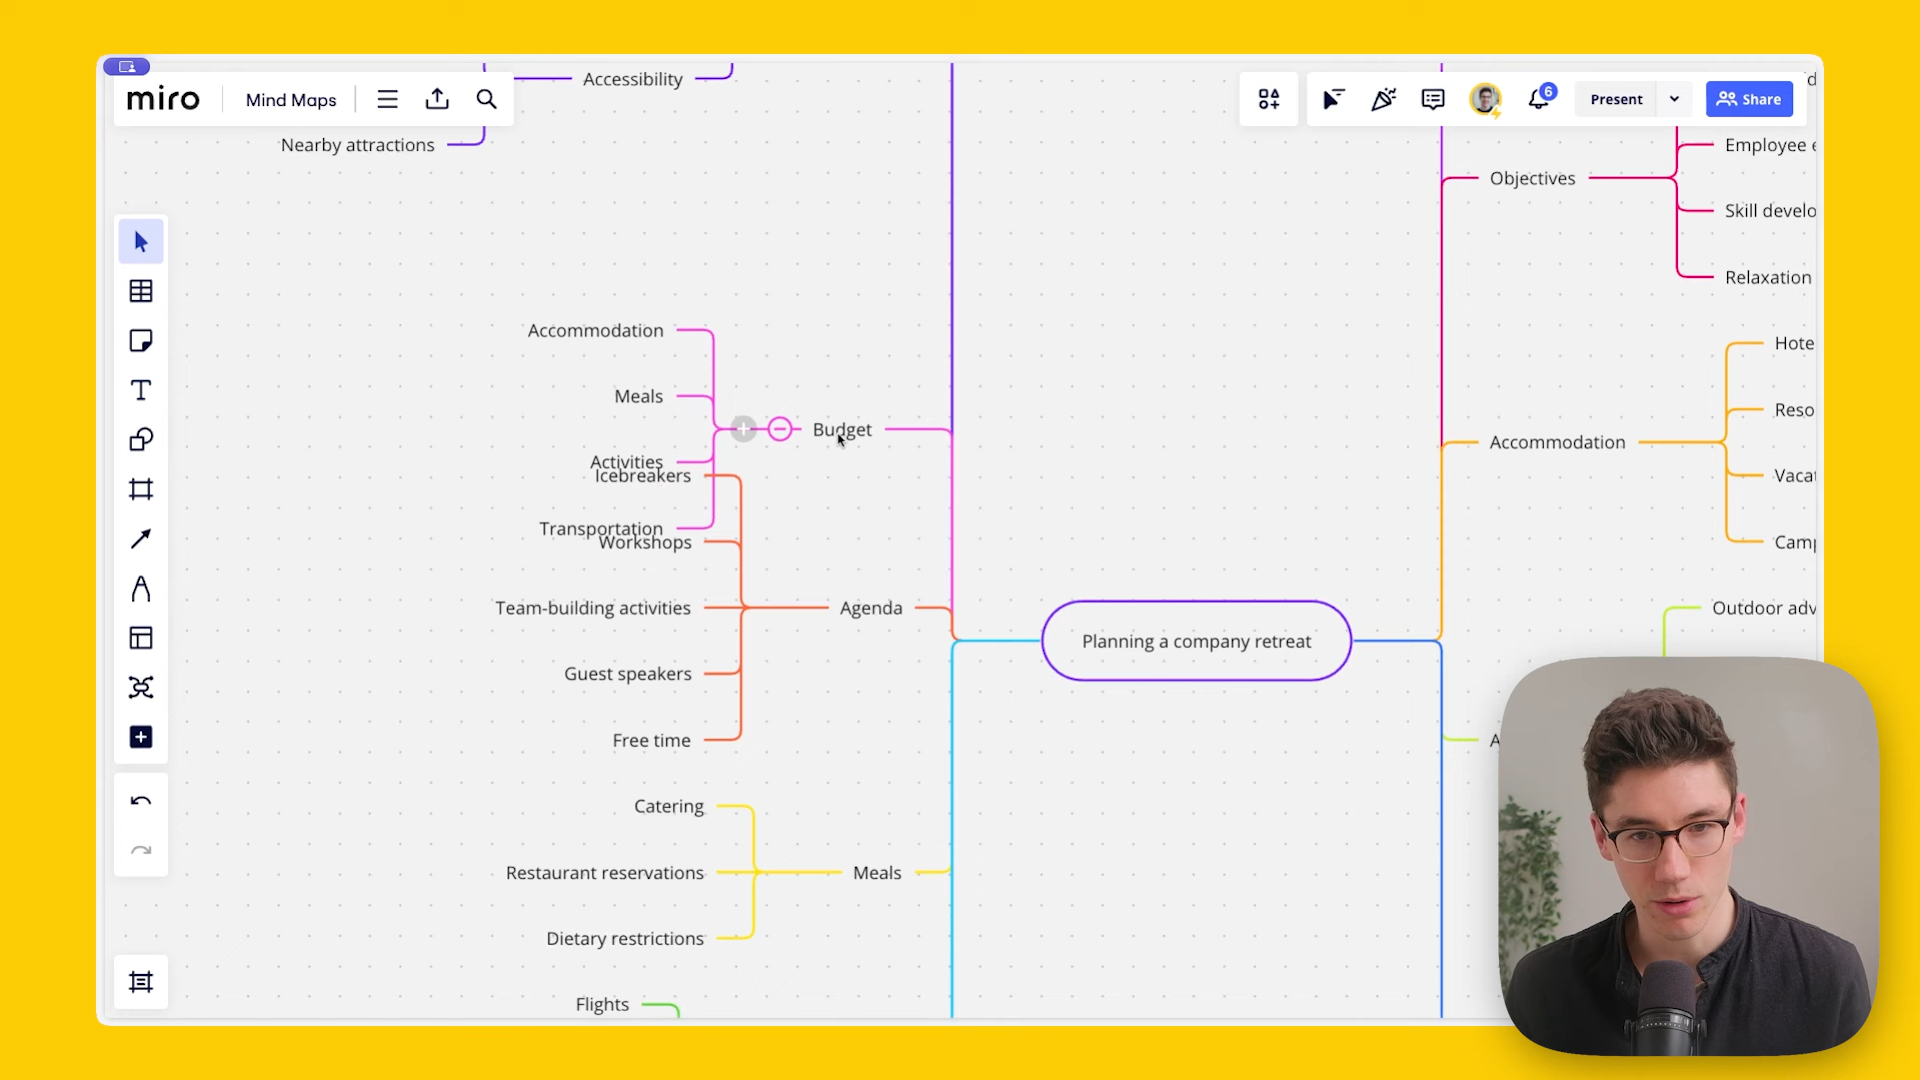 Accessibility
miro
Mind Maps
6
Present
Share
Nearby attractions
Employee
Objectives
Skill develo
Relaxation
Accommodation
Meals
Budget
Activities
Icebreakers
Transportation
Workshops
Team-building activities
Agenda
Guest speakers
Free time
Planning a company retreat
Hote
Reso
Accommodation
Vacat
Camp
Outdoor adv
A
Catering
Restaurant reservations
Meals
Dietary restrictions
Flights